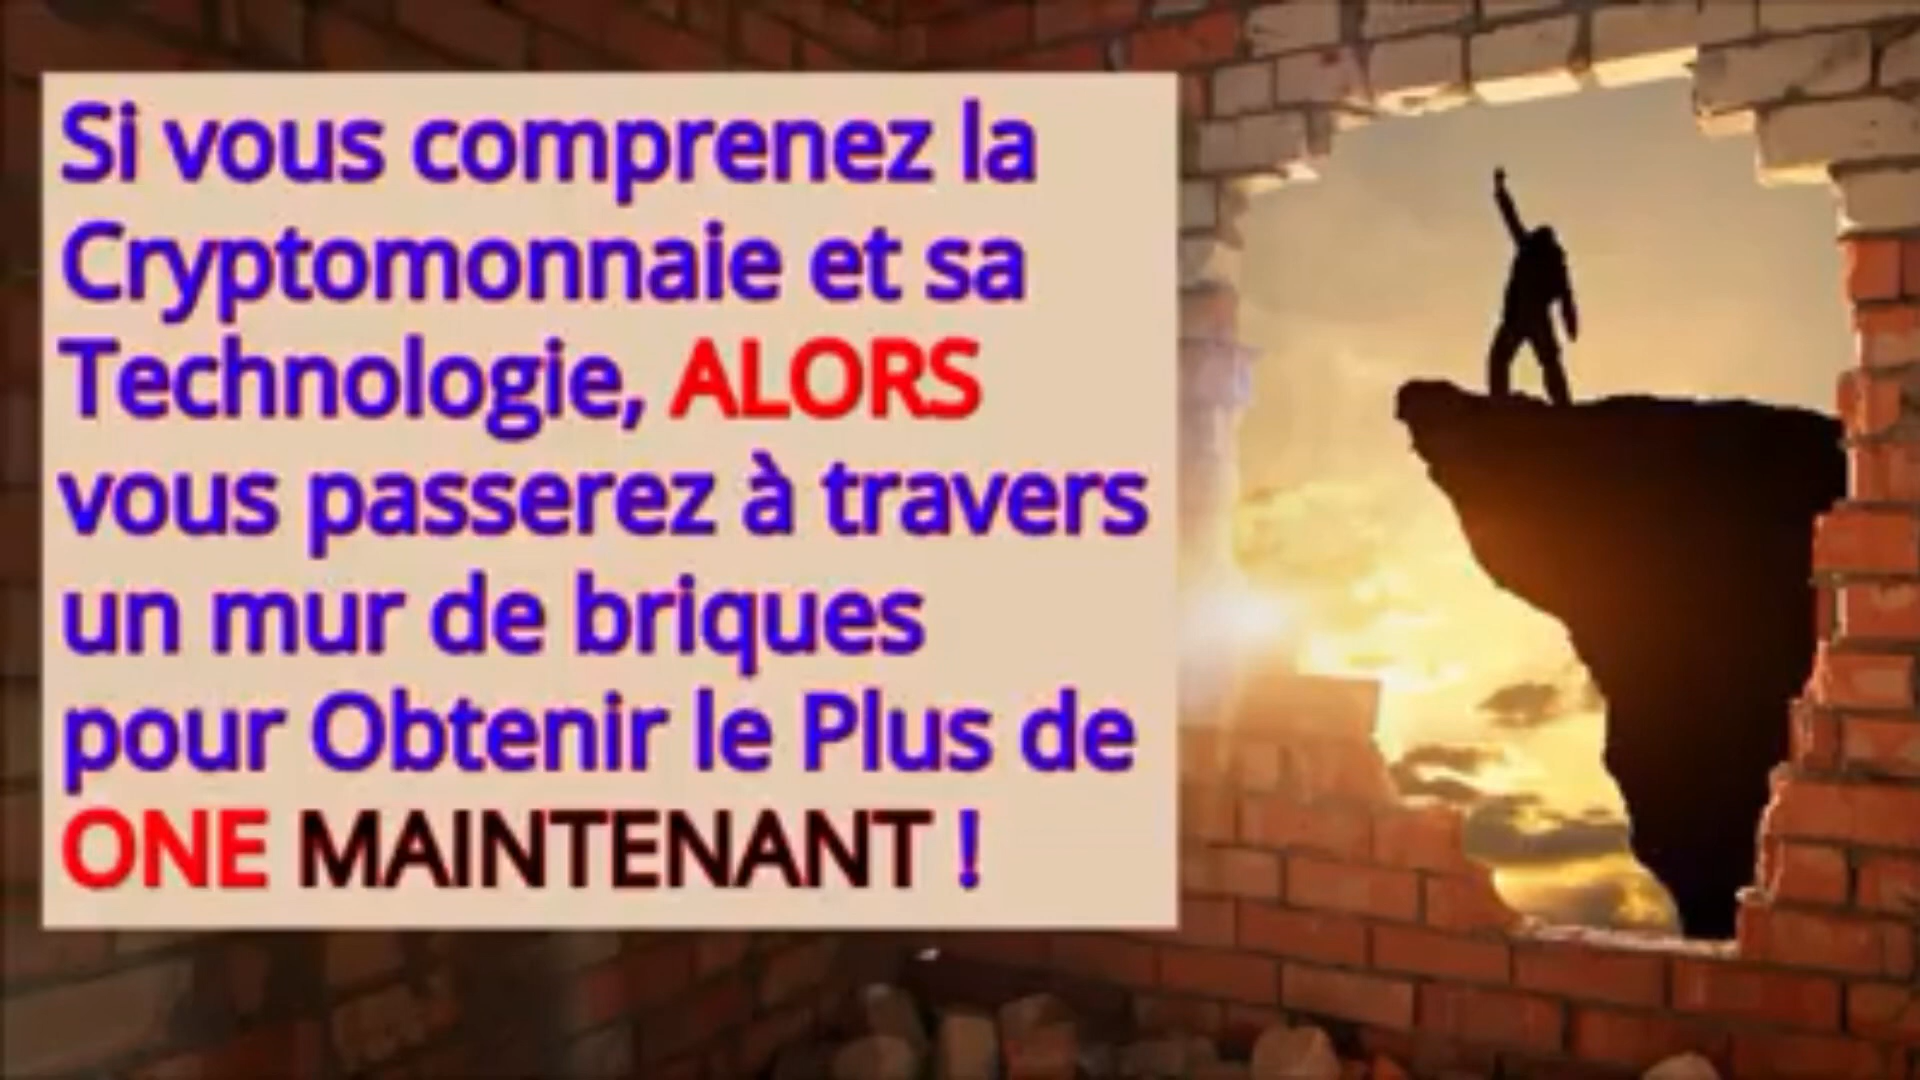 Si vous comprenez la
Cryptomonnaie et sa
Technologie, ALORS
vous passerez à travers
un mur de briques
pour Obtenir le Plus de
ONE MAINTENANT !